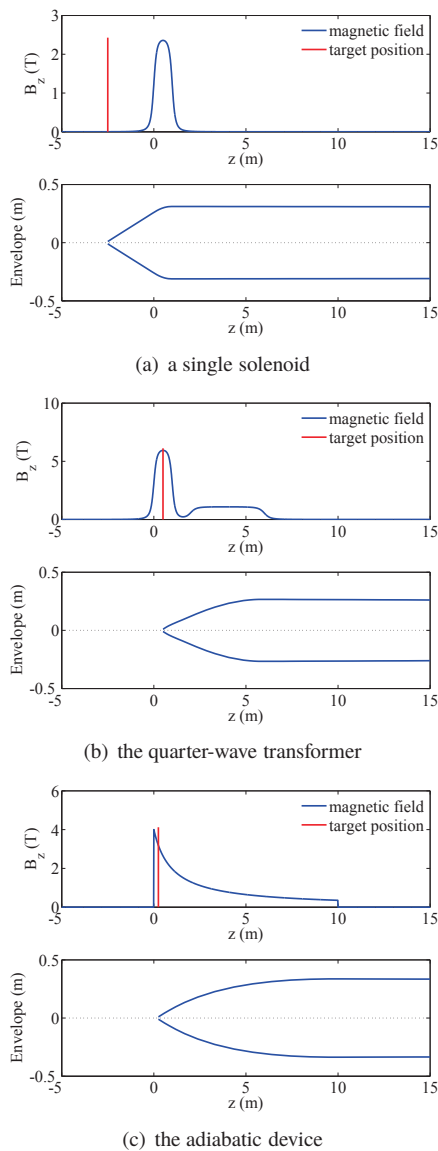 3
2
1
0
B_z (T)
magnetic field
target position
-5 0 5 10 15
z (m)
0.5
0
-0.5
Envelope (m)
-5 0 5 10 15
z (m)
(a) a single solenoid
10
5
0
B_z (T)
magnetic field
target position
-5 0 5 10 15
z (m)
0.5
0
-0.5
Envelope (m)
-5 0 5 10 15
z (m)
(b) the quarter-wave transformer
6
4
2
0
B_z (T)
magnetic field
target position
-5 0 5 10 15
z (m)
0.5
0
-0.5
Envelope (m)
-5 0 5 10 15
z (m)
(c) the adiabatic device